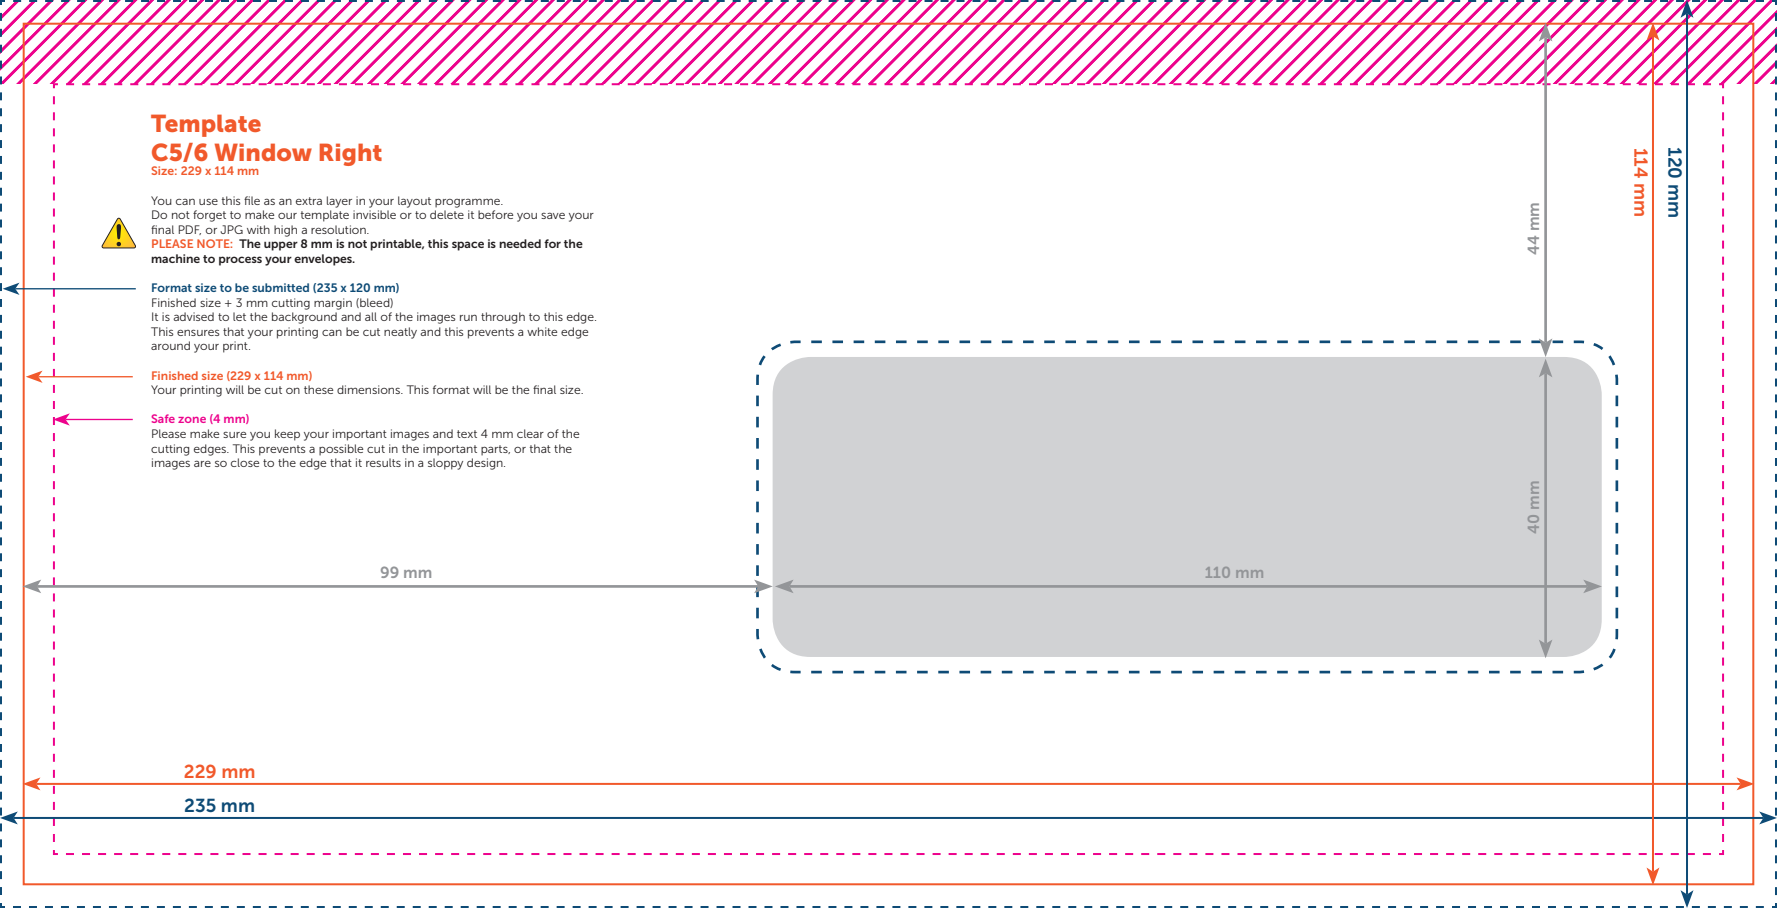 Template
C5/6 Window Right
Size: 229 x 114 mm
You can use this file as an extra layer in your layout programme.
Do not forget to make our template invisible or to delete it before you save your
final PDF, or JPG with high a resolution.
PLEASE NOTE: The upper 8 mm is not printable, this space is needed for the
machine to process your envelopes.
Format size to be submitted (235 x 120 mm)
Finished size + 3 mm cutting margin (bleed)
It is advised to let the background and all of the images run through to this edge.
This ensures that your printing can be cut neatly and this prevents a white edge
around your print.
Finished size (229 x 114 mm)
Your printing will be cut on these dimensions. This format will be the final size.
Safe zone (4 mm)
Please make sure you keep your important images and text 4 mm clear of the
cutting edges. This prevents a possible cut in the important parts, or that the
images are so close to the edge that it results in a sloppy design.
44 mm
114 mm
120 mm
40 mm
99 mm
110 mm
229 mm
235 mm